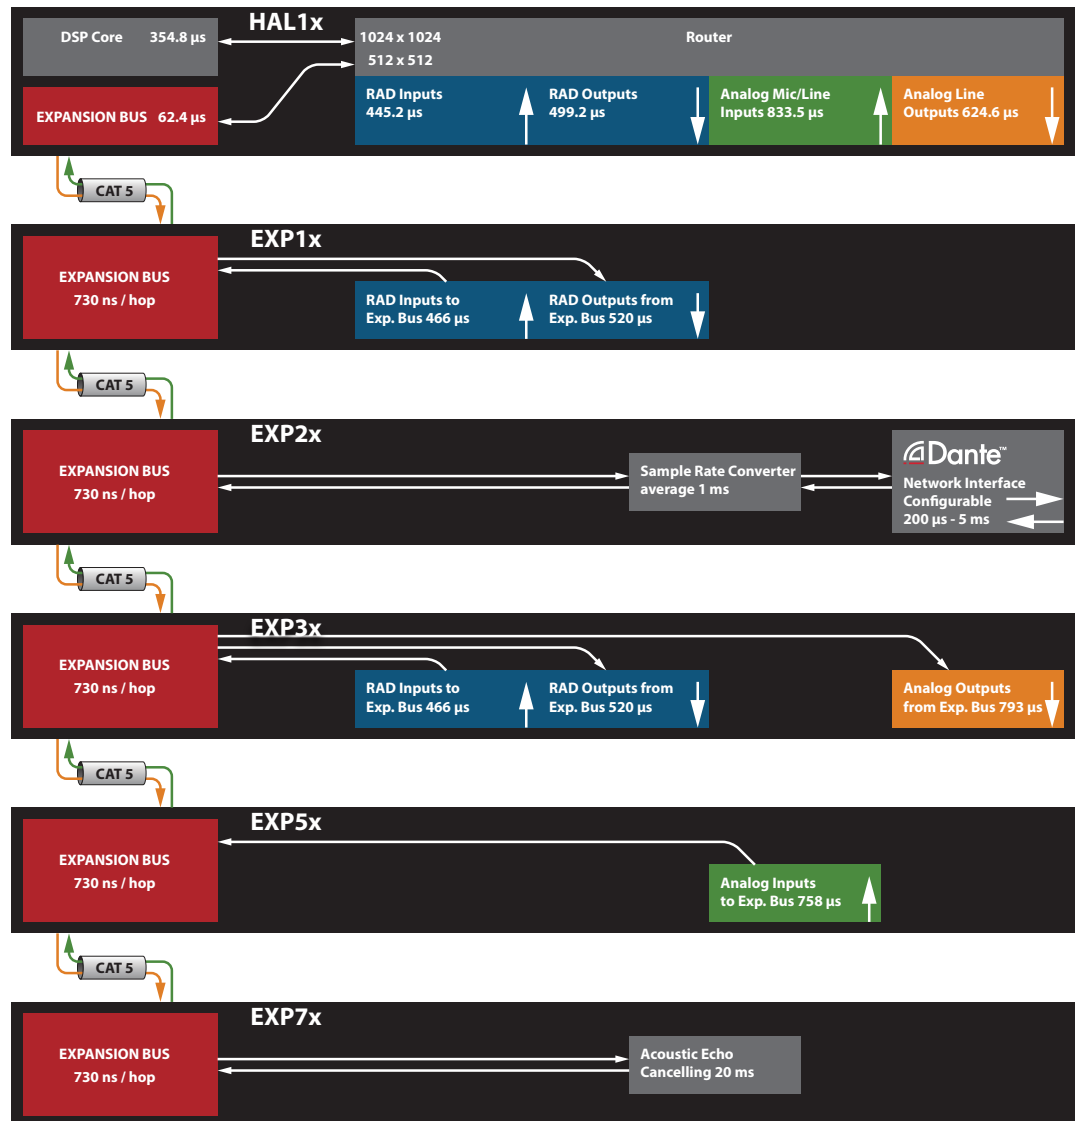 HAL1x
DSP Core 354.8 µs
1024 x 1024
Router
512 x 512
EXPANSION BUS 62.4 µs
RAD Inputs
445.2 µs
RAD Outputs
499.2 µs
Analog Mic/Line
Inputs 833.5 µs
Analog Line
Outputs 624.6 µs
CAT 5
EXP1x
EXPANSION BUS
730 ns / hop
RAD Inputs to
Exp. Bus 466 µs
RAD Outputs from
Exp. Bus 520 µs
CAT 5
EXP2x
EXPANSION BUS
730 ns / hop
Sample Rate Converter
average 1 ms
Dante™
Network Interface
Configurable
200 µs - 5 ms
CAT 5
EXP3x
EXPANSION BUS
730 ns / hop
RAD Inputs to
Exp. Bus 466 µs
RAD Outputs from
Exp. Bus 520 µs
Analog Outputs
from Exp. Bus 793 µs
CAT 5
EXP5x
EXPANSION BUS
730 ns / hop
Analog Inputs
to Exp. Bus 758 µs
CAT 5
EXP7x
EXPANSION BUS
730 ns / hop
Acoustic Echo
Cancelling 20 ms